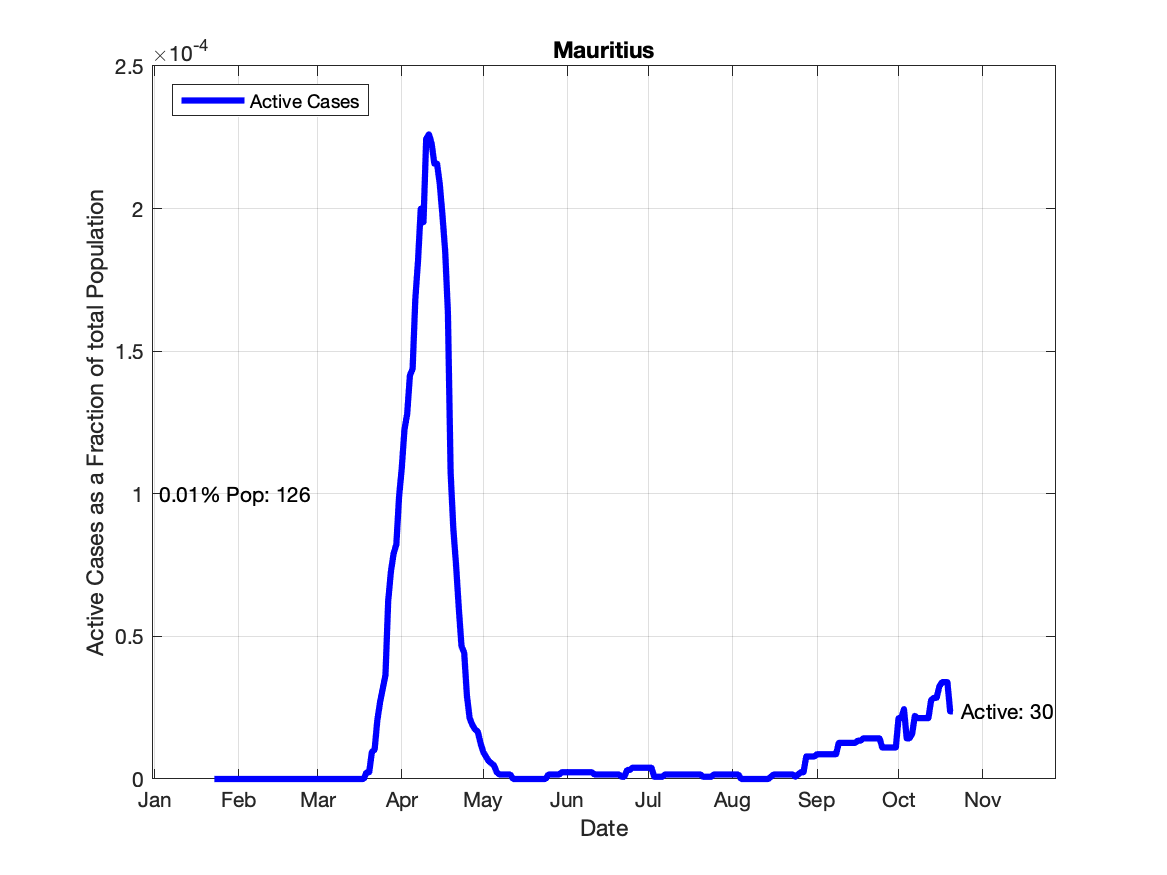 Mauritius
×10-4
2.5
2
1.5
1
0.5
0
Active Cases as a Fraction of total Population
Active Cases
0.01% Pop: 126
Active: 30
Jan Feb Mar Apr May Jun Jul Aug Sep Oct Nov
Date